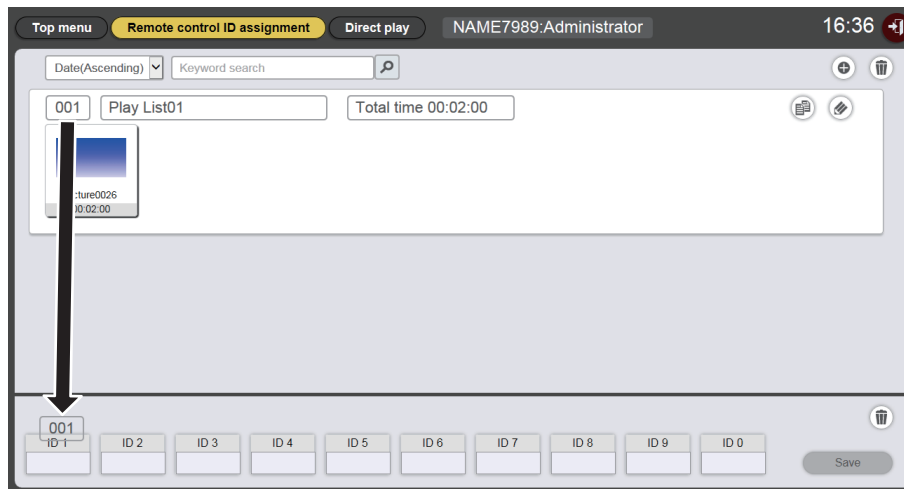 Top menu Remote control ID assignment Direct play NAME7989:Administrator 16:36
Date(Ascending) Keyword search
001 Play List01 Total time 00:02:00
cture0026
00:02:00
001
ID 1 ID 2 ID 3 ID 4 ID 5 ID 6 ID 7 ID 8 ID 9 ID 0
Save